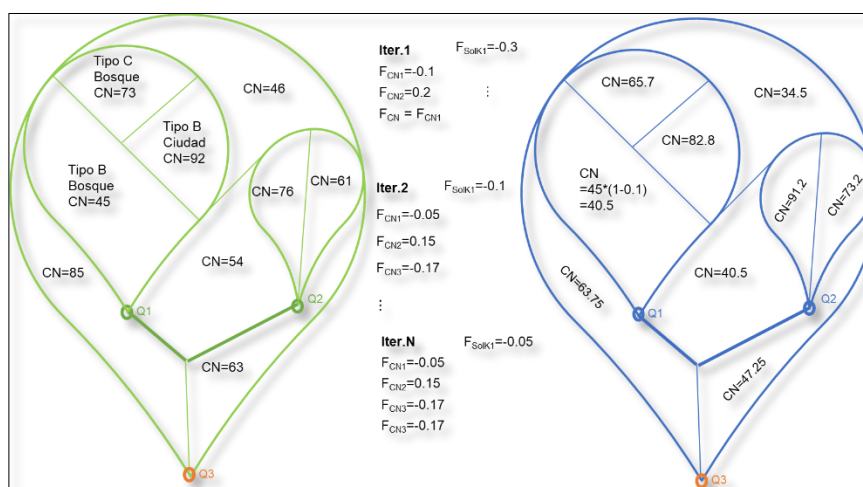 Tipo C
Bosque
CN=73
CN=46
Tipo B
Ciudad
CN=92
Tipo B
Bosque
CN=45
CN=76
CN=61
CN=54
CN=85
Q1
Q2
CN=63
Q3
Iter.1
FSolK1=-0.3
FCN1=-0.1
FCN2=0.2
⋮
FCN = FCN1
Iter.2
FSolK1=-0.1
FCN1=-0.05
FCN2=0.15
FCN3=-0.17
⋮
Iter.N
FSolK1=-0.05
FCN1=-0.05
FCN2=0.15
FCN3=-0.17
FCN3=-0.17
CN=65.7
CN=34.5
CN=82.8
CN
=45*(1-0.1)
=40.5
CN=91.2
CN=73.2
CN=40.5
CN=63.75
Q1
Q2
CN=47.25
Q3